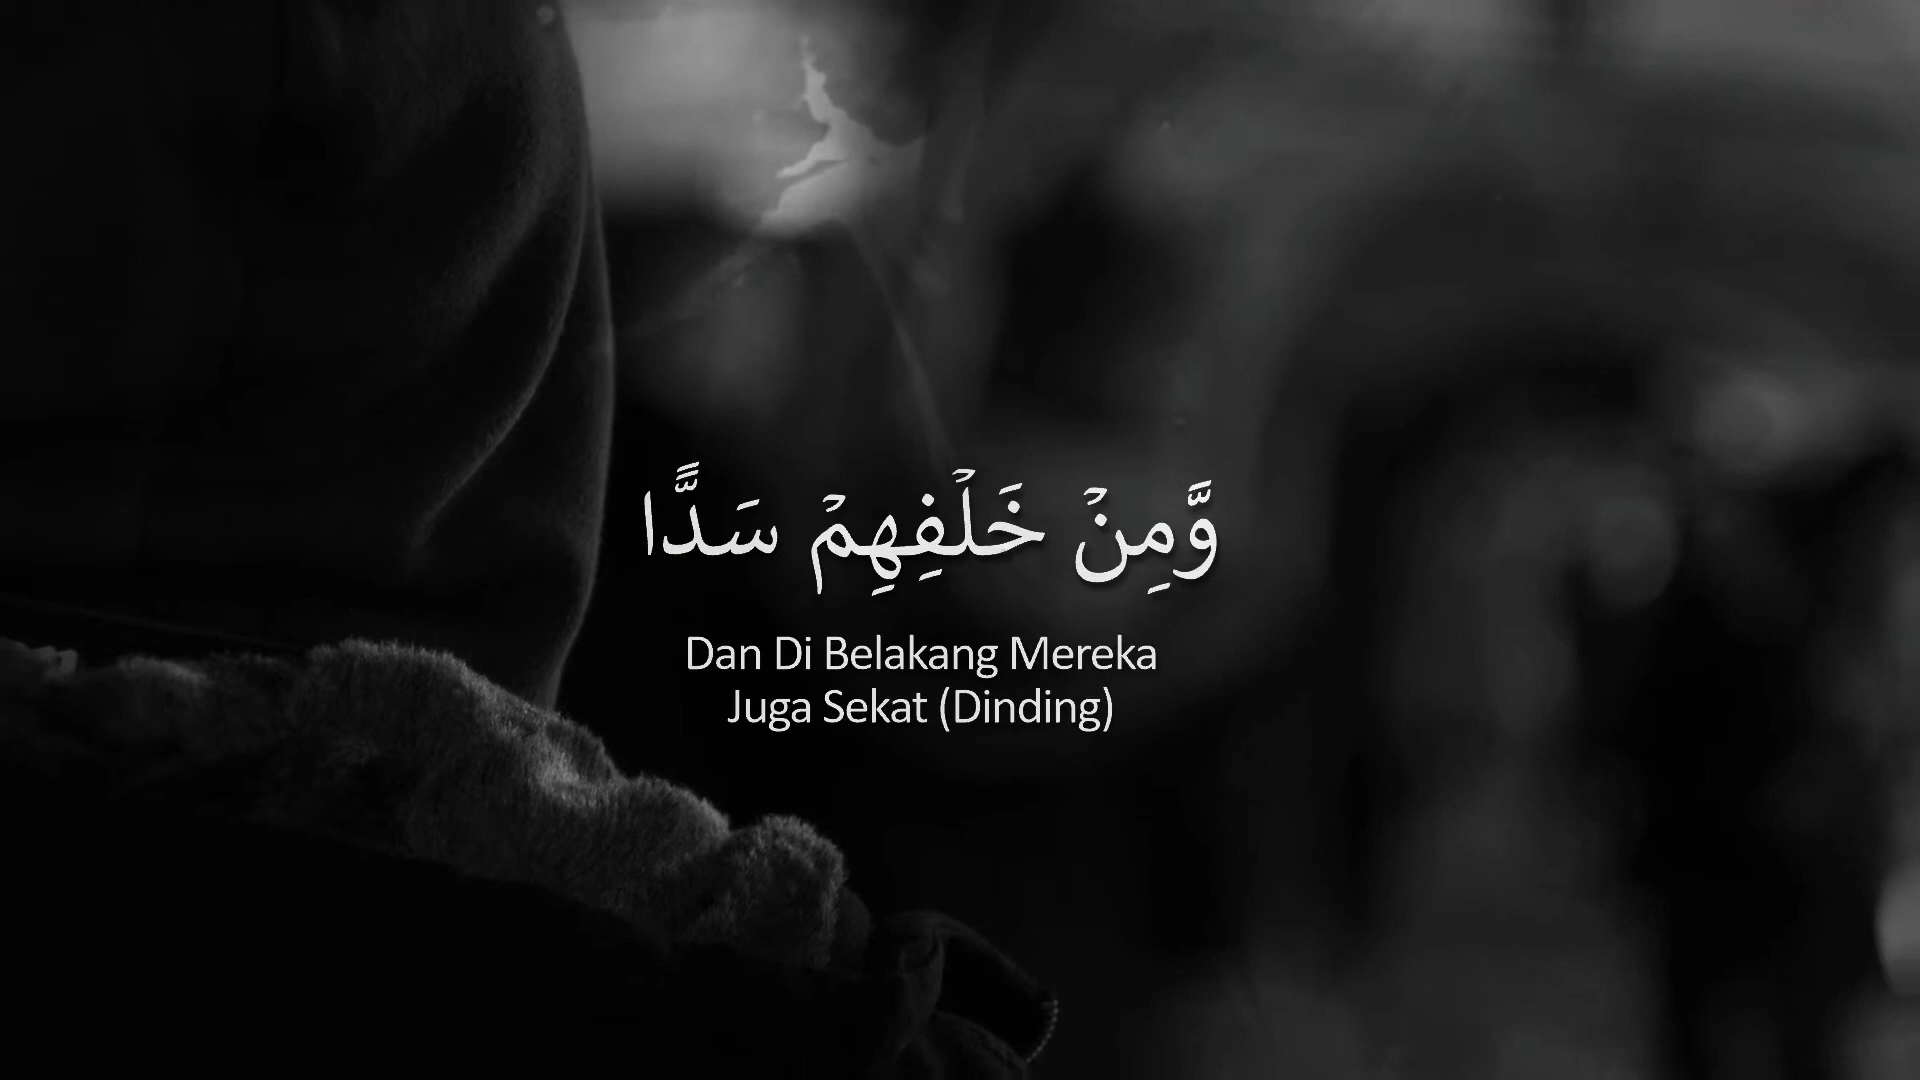 وَّمِنۡ خَلۡفِهِمۡ سَدًّا
Dan Di Belakang Mereka
Juga Sekat (Dinding)